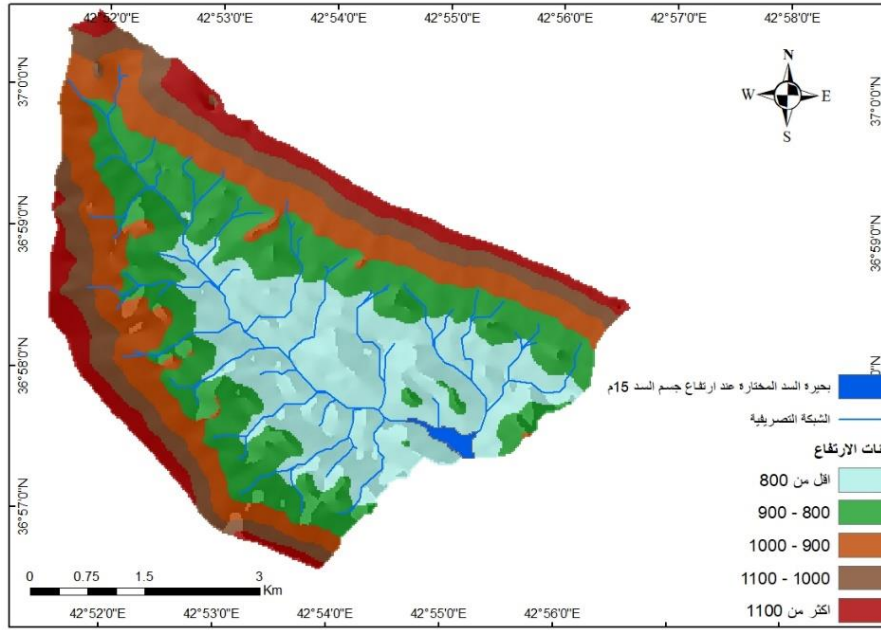 42°52'0"E 42°53'0"E 42°54'0"E 42°55'0"E 42°56'0"E 42°57'0"E 42°58'0"E
37°0'0"N
37°0'0"N
N
W E
S
36°59'0"N
36°59'0"N
36°58'0"N
0"N
36°57'0"N
بحيرة السد المختارة عند ارتفاع جسم السد 15م
الشبكة التصريفية
الارتفاع
اقل من 800
900 - 800
1000 - 900
1100 - 1000
اكثر من 1100
0 0.75 1.5 3
Km
42°52'0"E 42°53'0"E 42°54'0"E 42°55'0"E 42°56'0"E